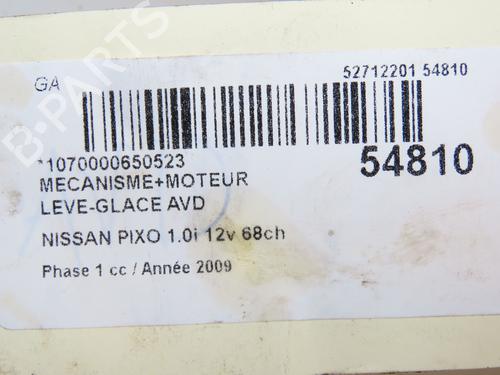 GA
52712201 54810
*1070000650523
54810
MECANISME+MOTEUR
LEVE-GLACE AVD
NISSAN PIXO 1.0i 12v 68ch
Phase 1 cc / Année 2009
B-PARTS